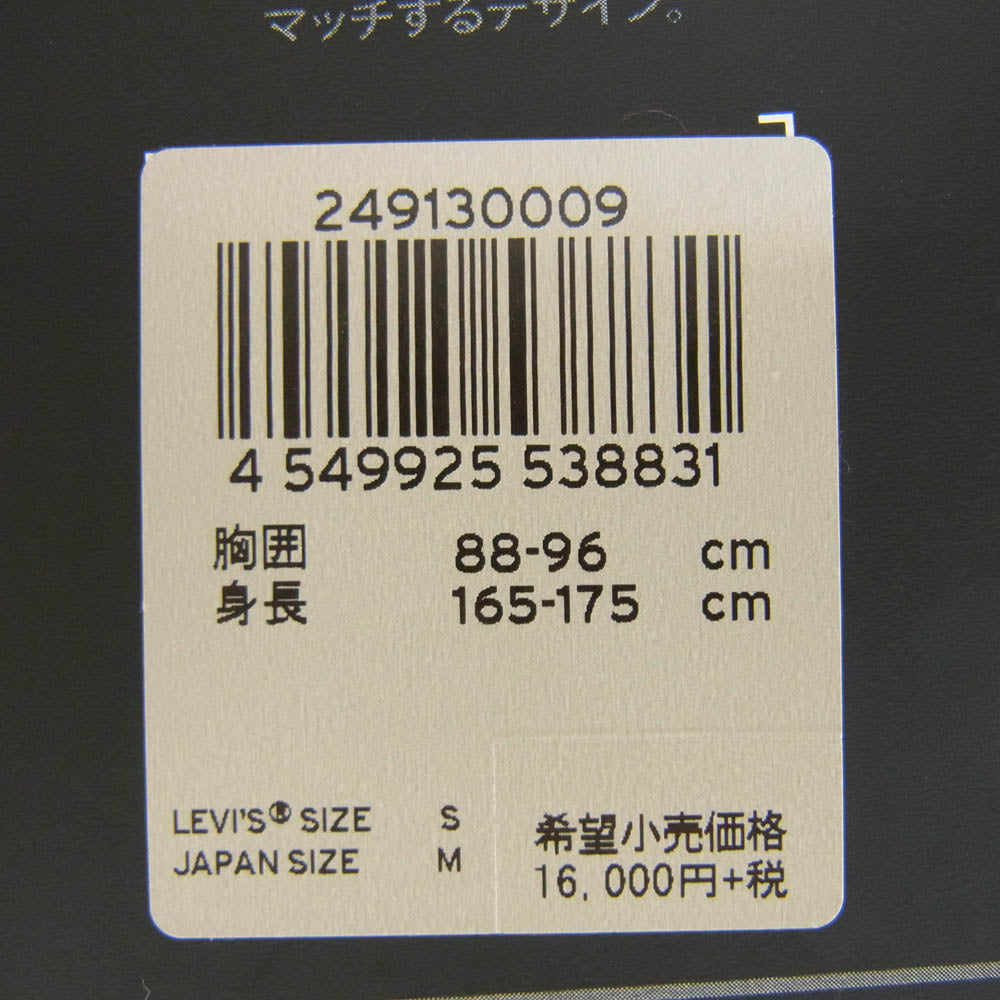 マッチするデザイン。
249130009
4 549925 538831
胸囲 88-96 cm
身長 165-175 cm
LEVI'S® SIZE S
JAPAN SIZE M
希望小売価格
16,000円+税